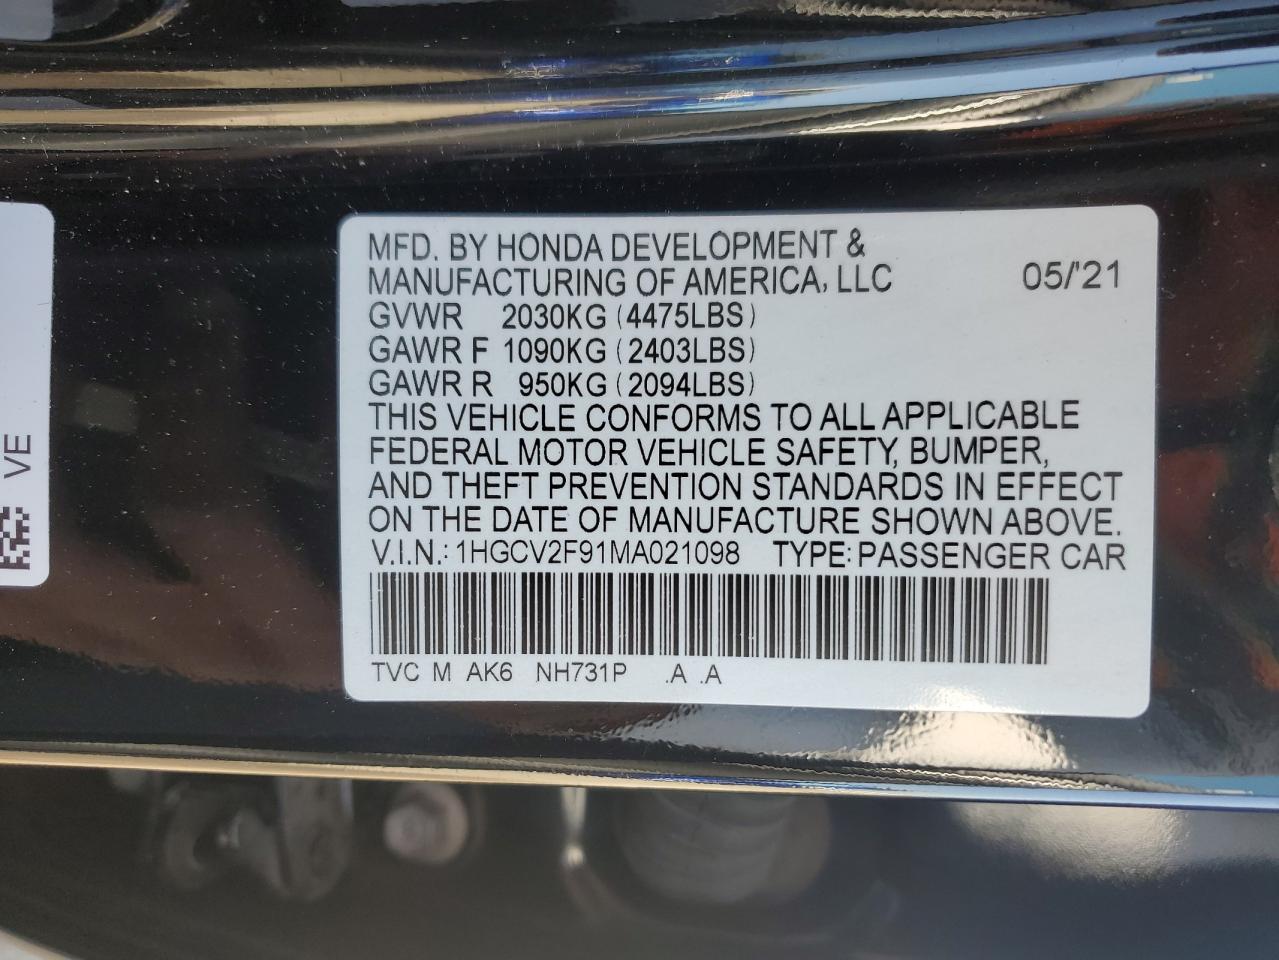 MFD. BY HONDA DEVELOPMENT &
MANUFACTURING OF AMERICA, LLC 05/'21
GVWR 2030KG (4475LBS)
GAWR F 1090KG (2403LBS)
GAWR R 950KG (2094LBS)
THIS VEHICLE CONFORMS TO ALL APPLICABLE
FEDERAL MOTOR VEHICLE SAFETY, BUMPER,
AND THEFT PREVENTION STANDARDS IN EFFECT
ON THE DATE OF MANUFACTURE SHOWN ABOVE.
V.I.N.: 1HGCV2F91MA021098 TYPE: PASSENGER CAR
TVC M AK6 NH731P .A .A
VE